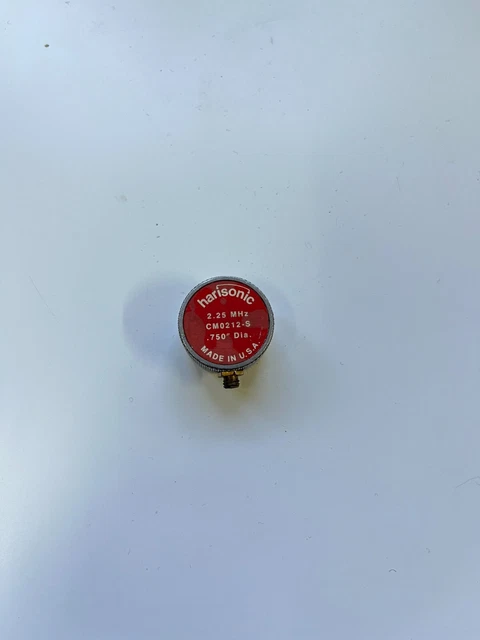 harisonic
2.25 MHz
CM0212-S
.750" Dia.
MADE IN U.S.A.